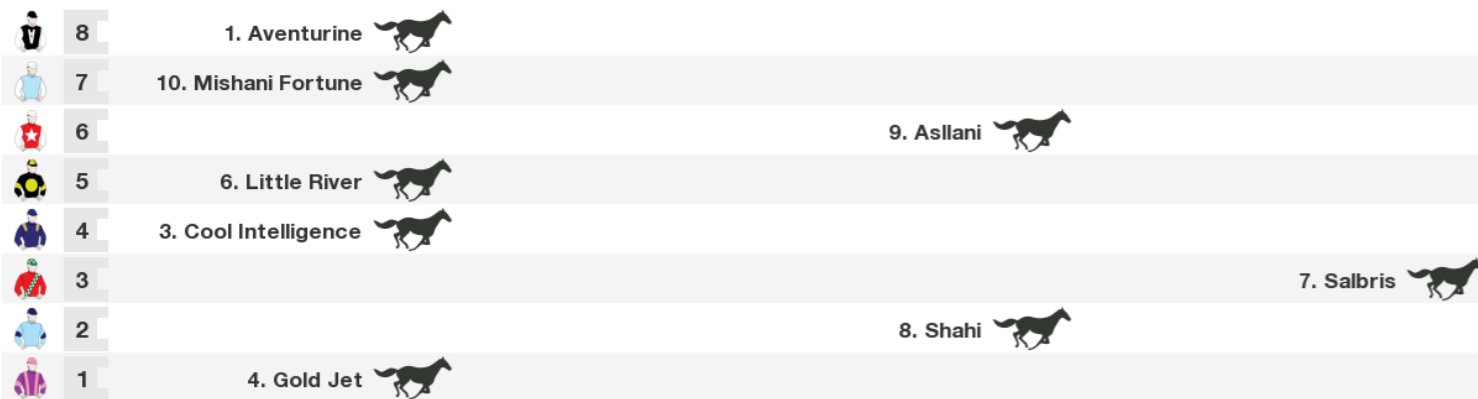 8 1. Aventurine
7 10. Mishani Fortune
6 9. Asllani
5 6. Little River
4 3. Cool Intelligence
3 7. Salbris
2 8. Shahi
1 4. Gold Jet